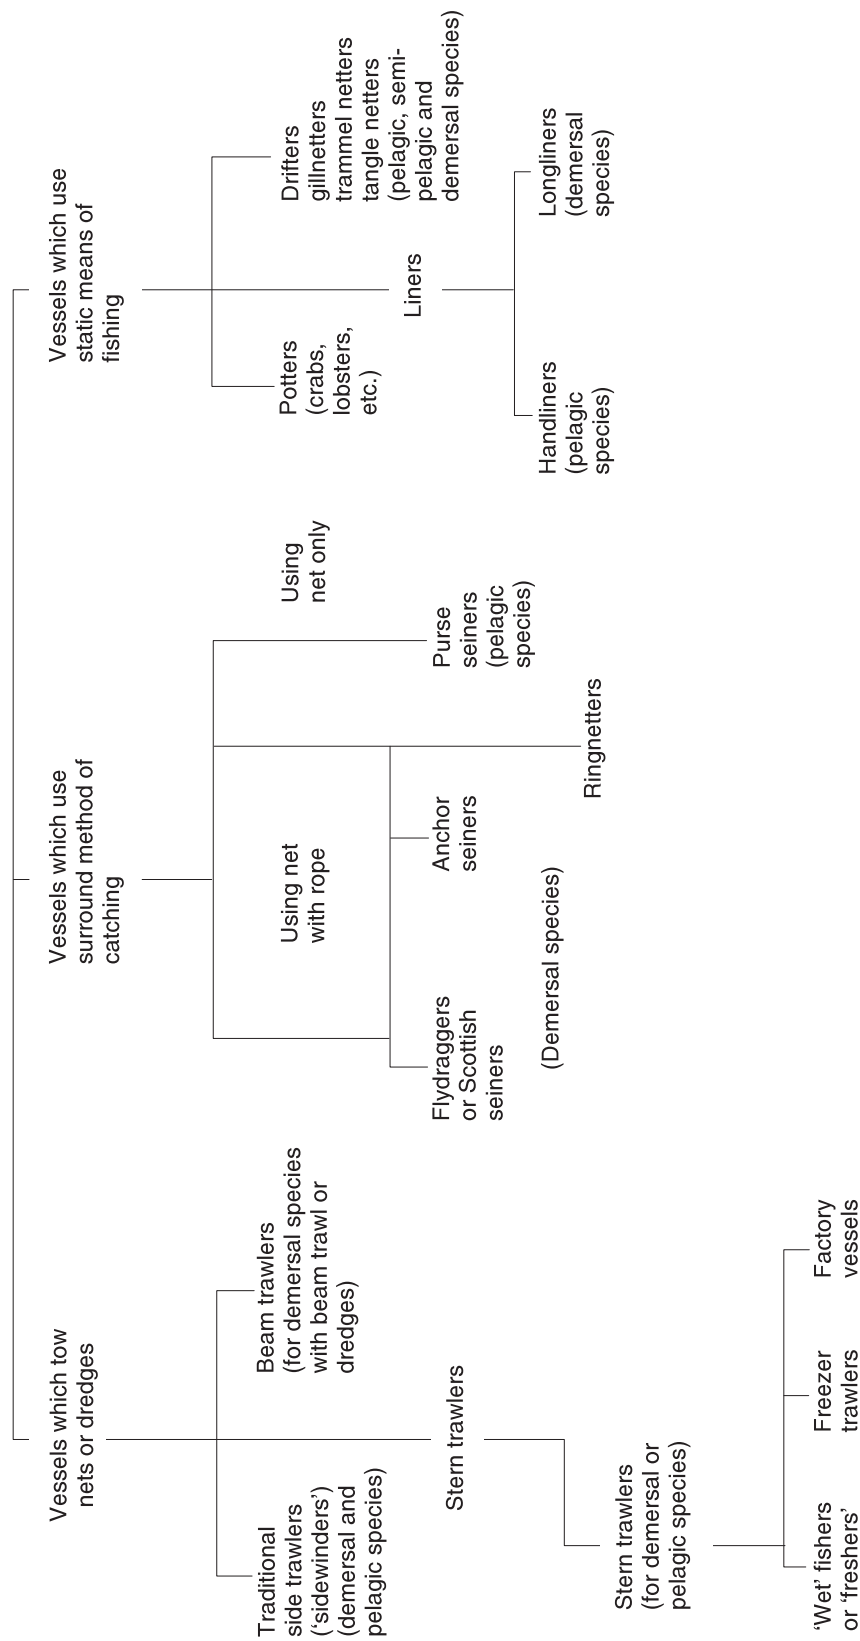 Vessels which tow
nets or dredges
Traditional
side trawlers
(‘sidewinders’)
(demersal and
pelagic species)
Beam trawlers
(for demersal species
with beam trawl or
dredges)
Stern trawlers
Stern trawlers
(for demersal or
pelagic species)
‘Wet’ fishers
or ‘freshers’
Freezer
trawlers
Factory
vessels
Vessels which use
surround method of
catching
Using net
with rope
Using
net only
Flydraggers
or Scottish
seiners
Anchor
seiners
(Demersal species)
Ringnetters
Purse
seiners
(pelagic
species)
Vessels which use
static means of
fishing
Potters
(crabs,
lobsters,
etc.)
Drifters
gillnetters
trammel netters
tangle netters
(pelagic, semi-
pelagic and
demersal species)
Liners
Handliners
(pelagic
species)
Longliners
(demersal
species)